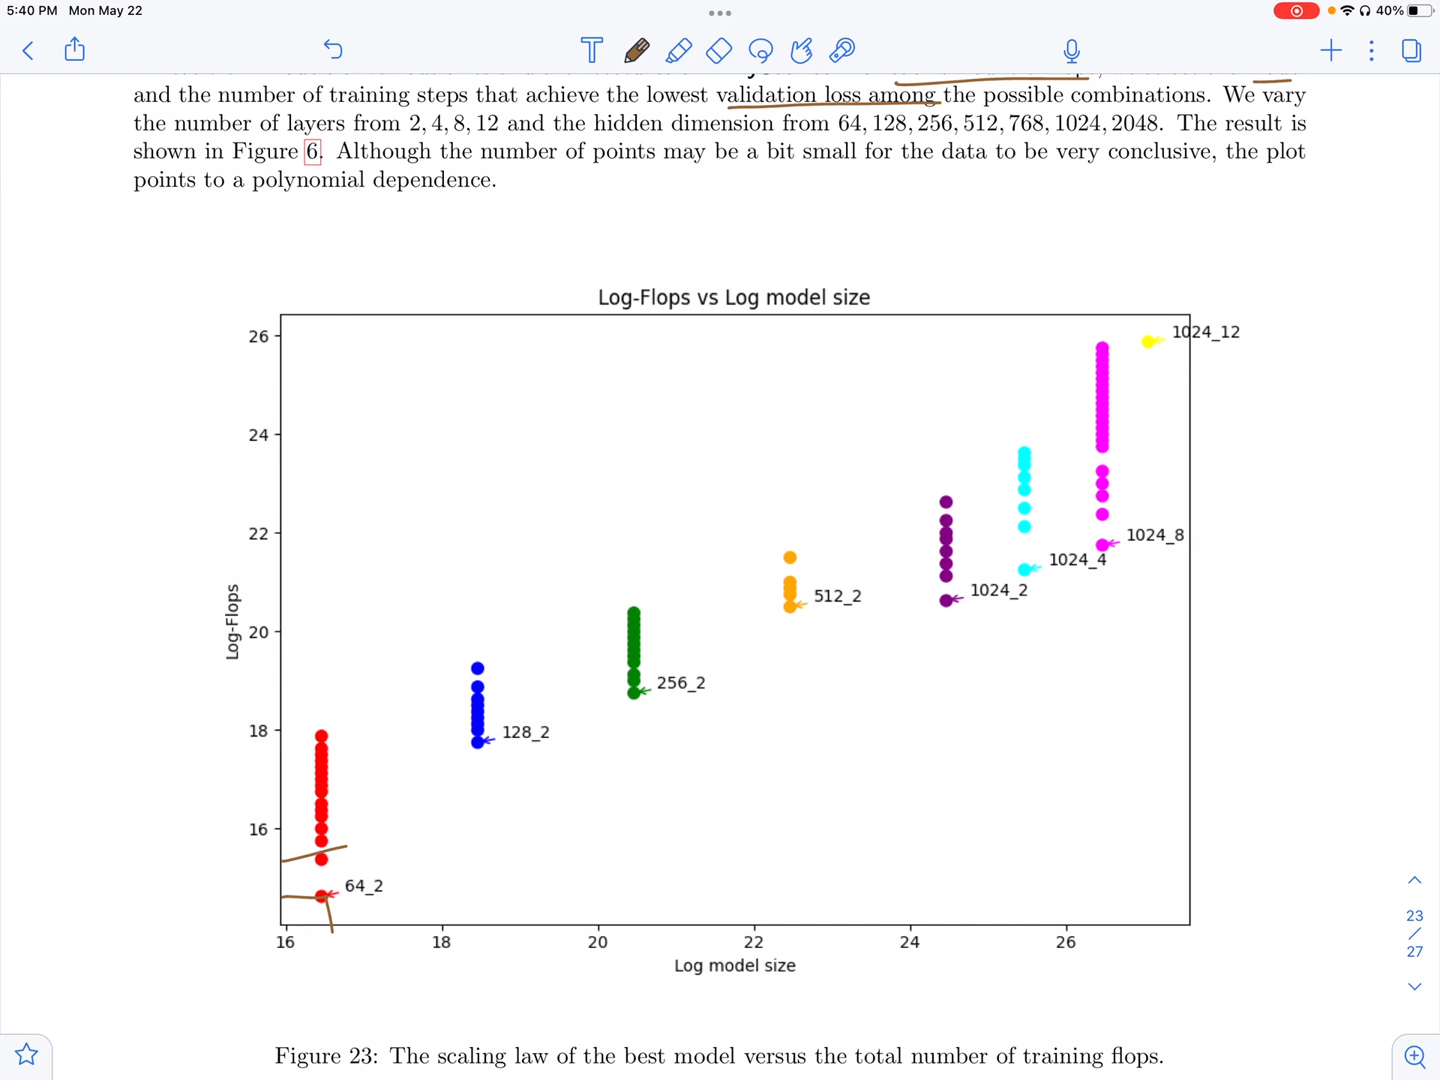 5:40 PM Mon May 22
40%
and the number of training steps that achieve the lowest validation loss among the possible combinations. We vary
the number of layers from 2, 4, 8, 12 and the hidden dimension from 64, 128, 256, 512, 768, 1024, 2048. The result is
shown in Figure 6. Although the number of points may be a bit small for the data to be very conclusive, the plot
points to a polynomial dependence.
Log-Flops vs Log model size
26
24
22
20
18
16
Log-Flops
1024_12
1024_8
1024_4
1024_2
512_2
256_2
128_2
64_2
16 18 20 22 24 26
Log model size
23
/
27
Figure 23: The scaling law of the best model versus the total number of training flops.